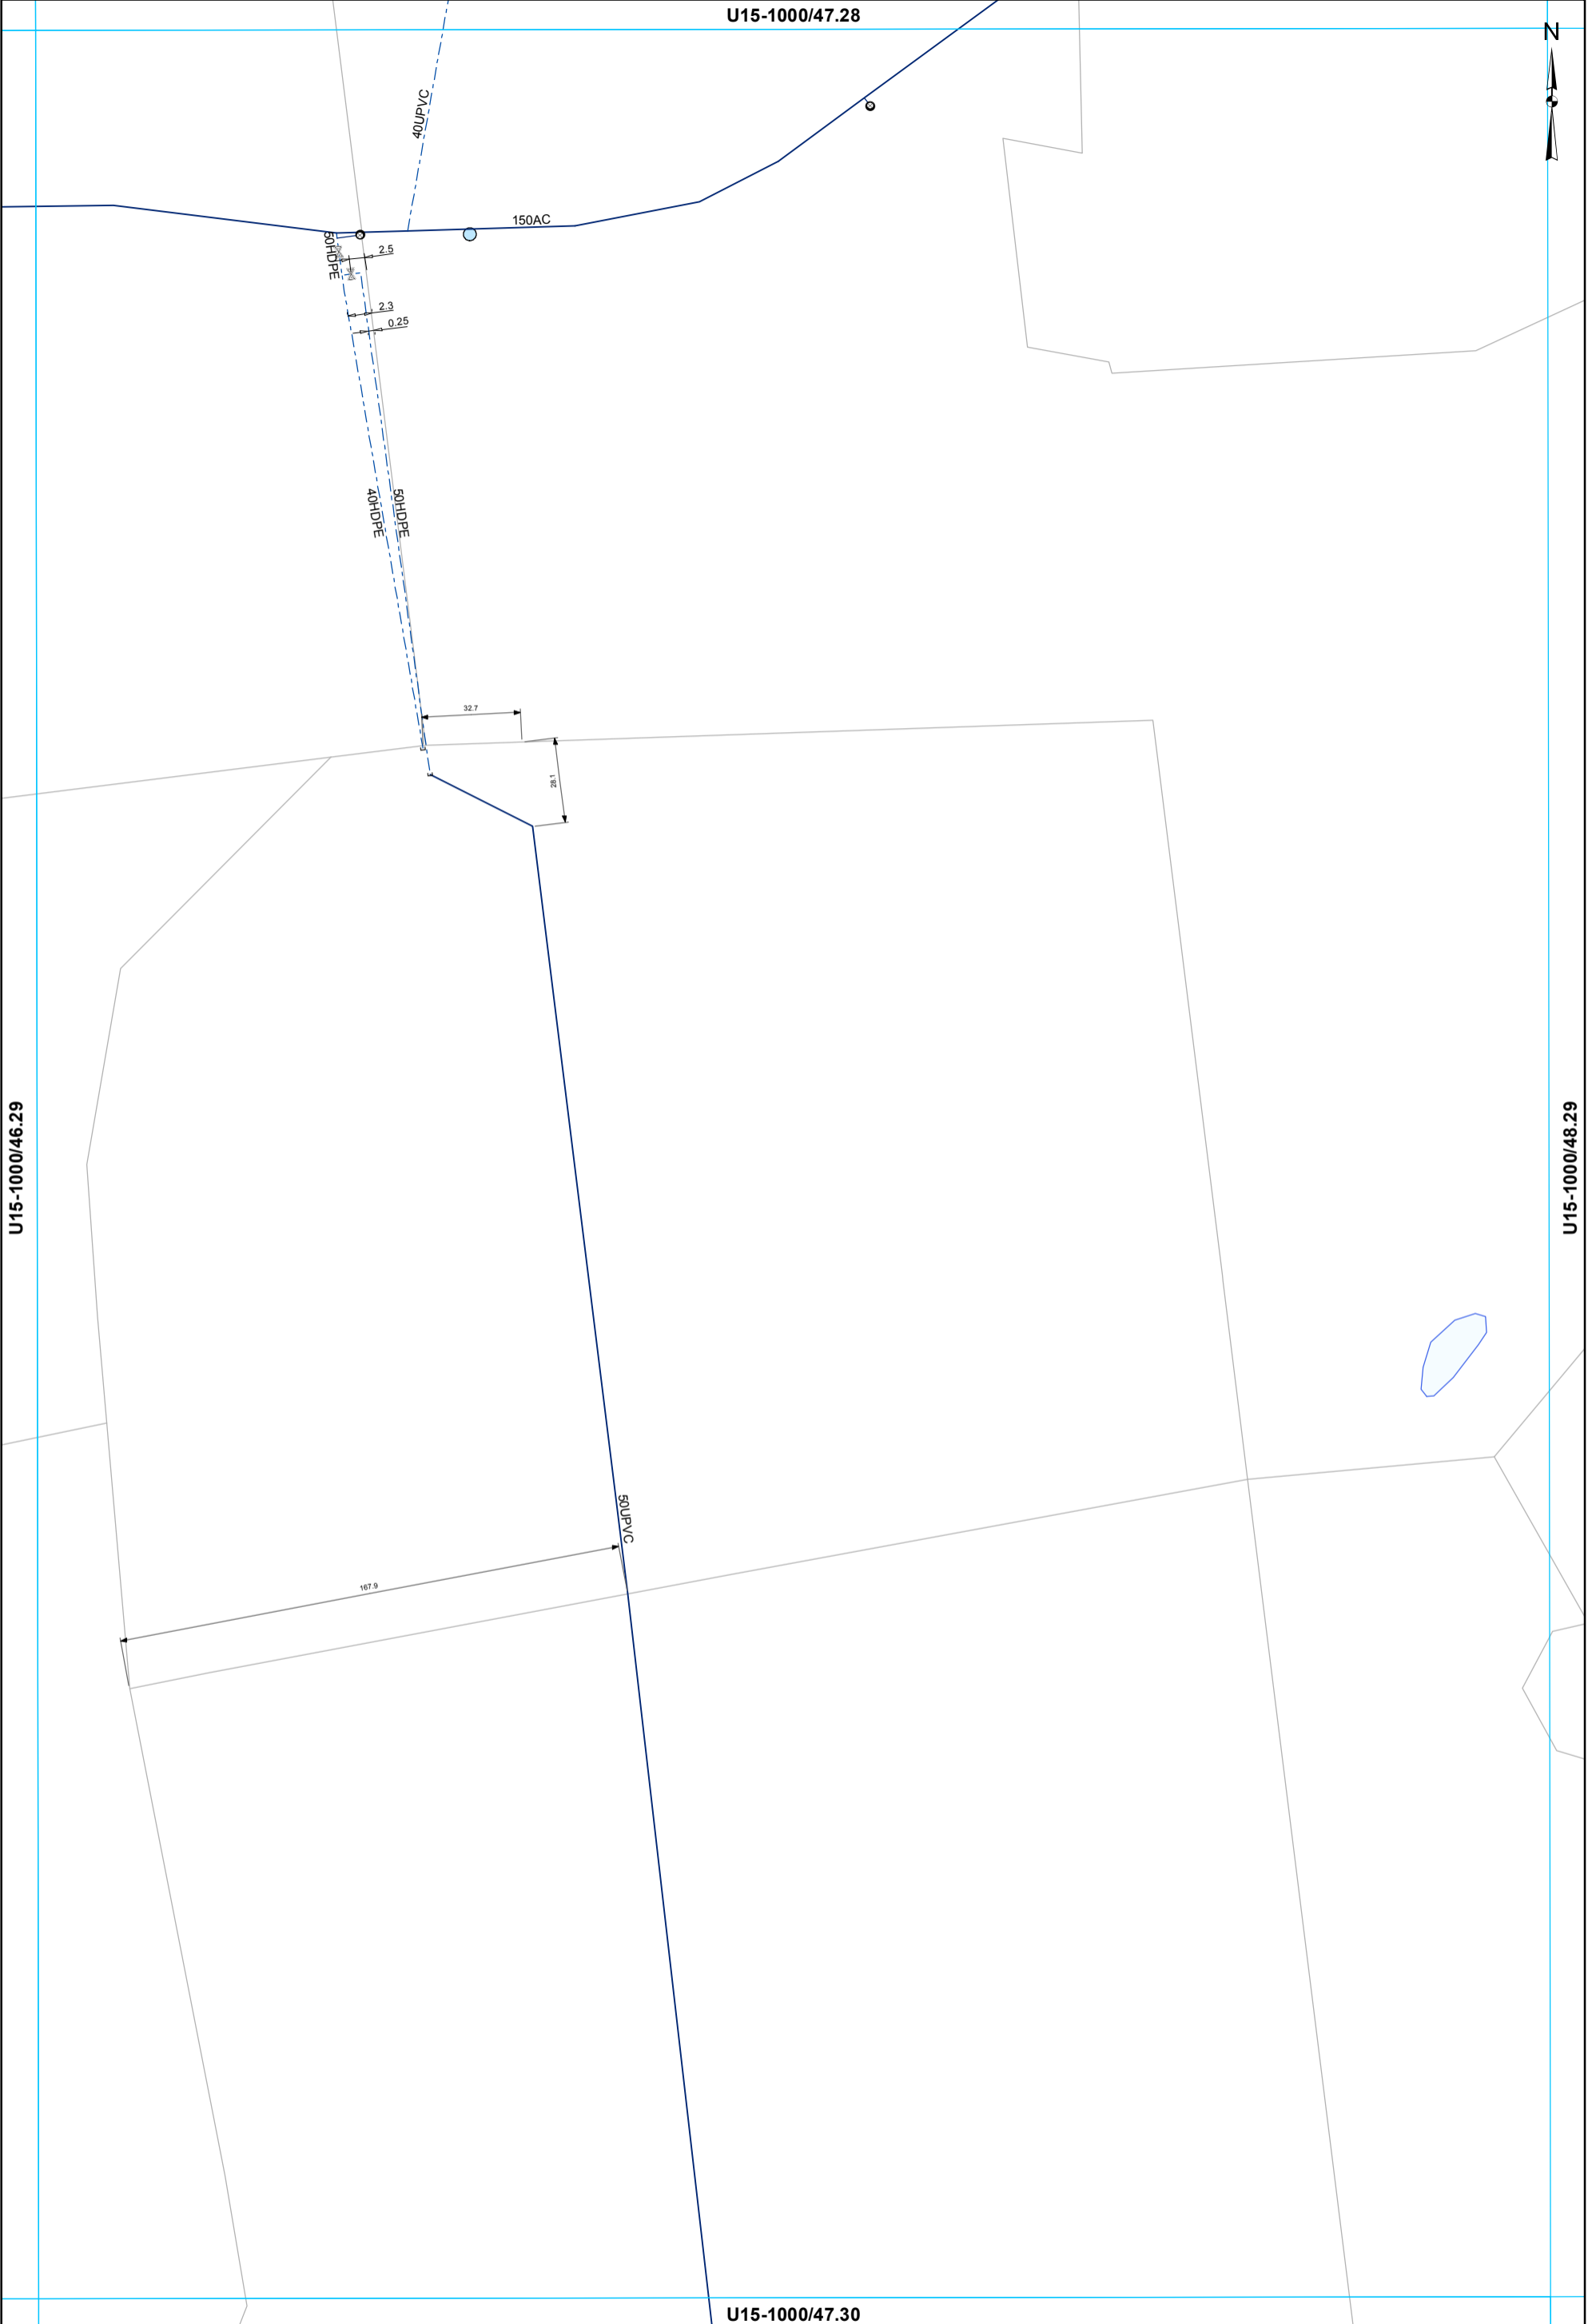 U15-1000/47.28
N
40UPVC
150AC
50HDPE
2.5
2.3
0.25
40HDPE
50HDPE
32.7
28.1
U15-1000/46.29
U15-1000/48.29
50UPVC
167.9
U15-1000/47.30